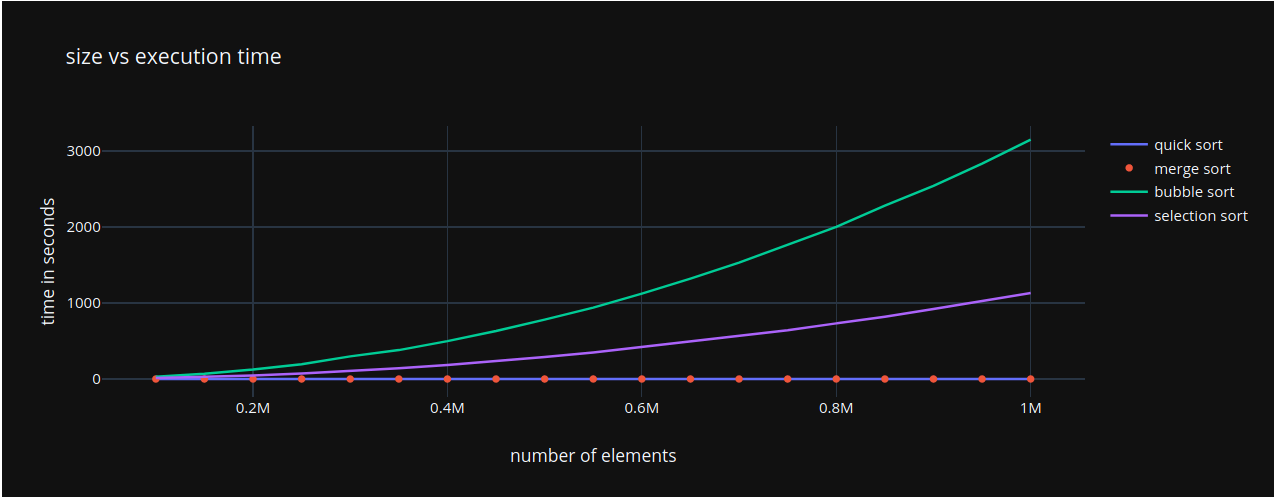 size vs execution time
3000
2000
1000
0
time in seconds
0.2M
0.4M
0.6M
0.8M
1M
number of elements
quick sort
merge sort
bubble sort
selection sort